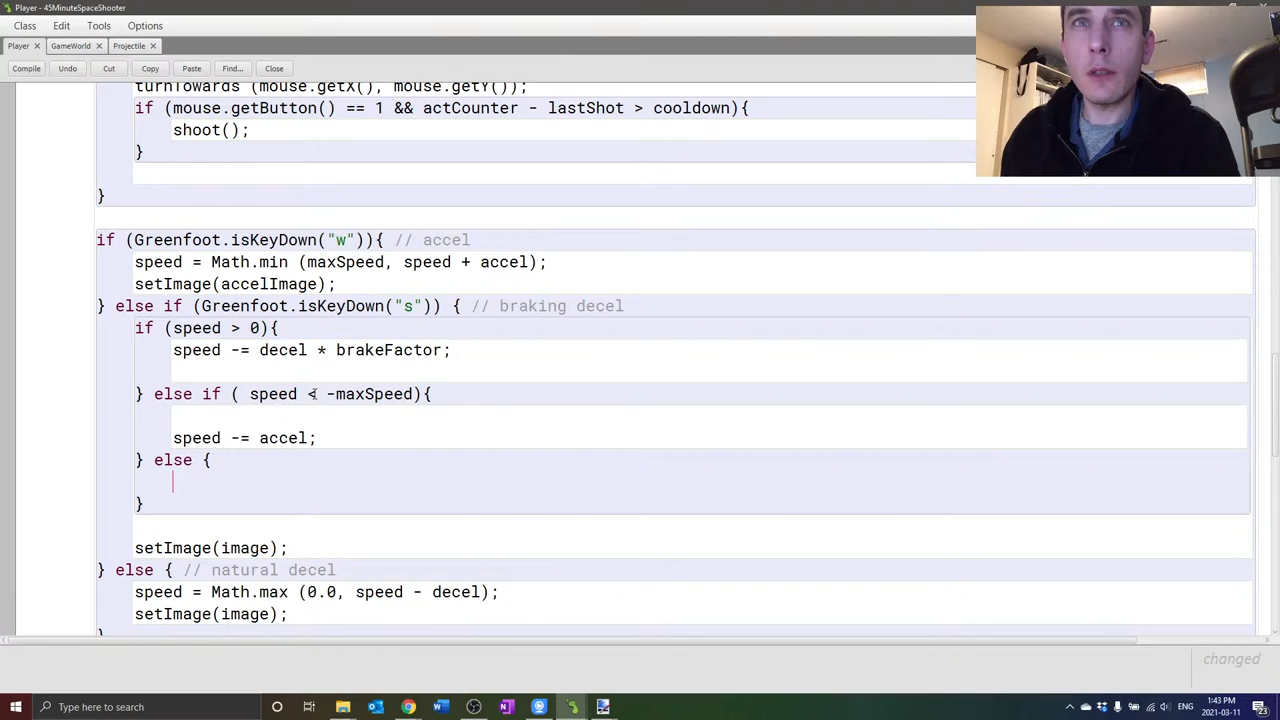 Player - 45MinuteSpaceShooter
Class Edit Tools Options
Player × GameWorld × Projectile ×
Compile Undo Cut Copy Paste Find... Close
turnTowards (mouse.getX(), mouse.getY());
if (mouse.getButton() == 1 && actCounter - lastShot > cooldown){
shoot();
}
}
if (Greenfoot.isKeyDown("w")){ // accel
speed = Math.min (maxSpeed, speed + accel);
setImage(accelImage);
} else if (Greenfoot.isKeyDown("s")) { // braking decel
if (speed > 0){
speed -= decel * brakeFactor;
} else if ( speed < -maxSpeed){
speed -= accel;
} else {
}
setImage(image);
} else { // natural decel
speed = Math.max (0.0, speed - decel);
setImage(image);
}
changed
Type here to search
1:43 PM
2021-03-11
23